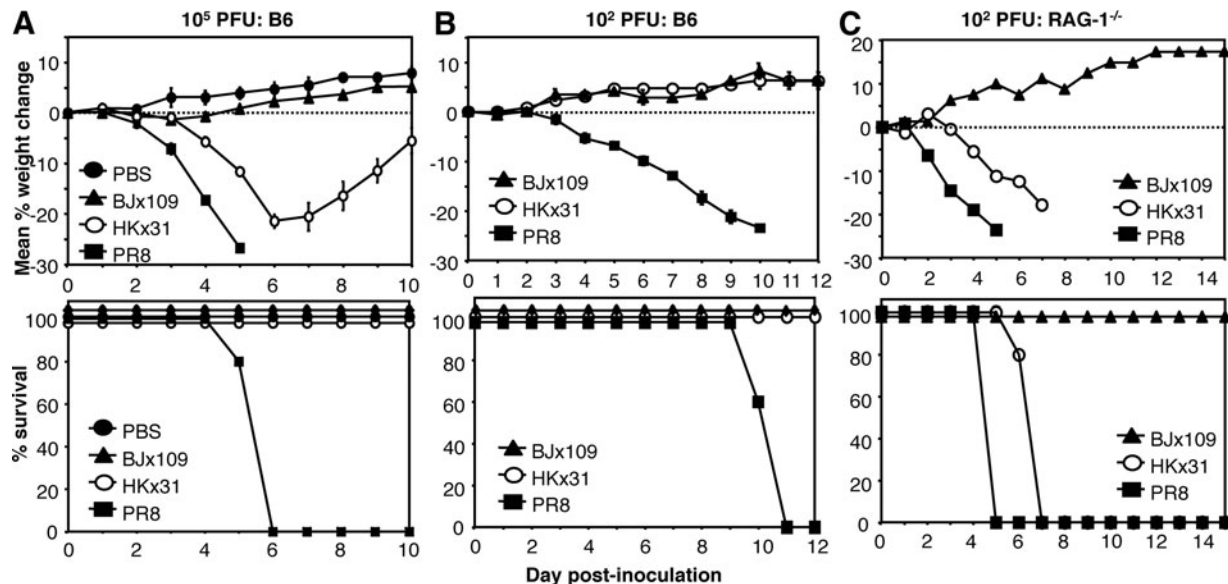 A
10⁵ PFU: B6
Mean % weight change
10
0
-10
-20
-30
PBS
BJx109
HKx31
PR8
0 2 4 6 8 10
B
10² PFU: B6
20
10
0
-10
-20
-30
BJx109
HKx31
PR8
0 1 2 3 4 5 6 7 8 9 10 11 12
C
10² PFU: RAG-1⁻/⁻
20
10
0
-10
-20
-30
BJx109
HKx31
PR8
0 2 4 6 8 10 12 14
% survival
100
80
60
40
20
0
PBS
BJx109
HKx31
PR8
0 2 4 6 8 10
100
80
60
40
20
0
BJx109
HKx31
PR8
0 1 2 3 4 5 6 7 8 9 10 12
100
80
60
40
20
0
BJx109
HKx31
PR8
0 2 4 6 8 10 12 14
Day post-inoculation